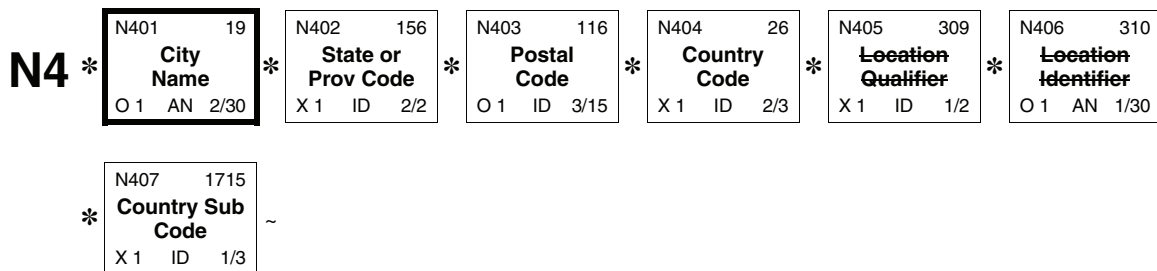 N401 19 N402 156 N403 116 N404 26 N405 309 N406 310
N4 * City Name * State or Prov Code * Postal Code * Country Code * Location Qualifier * Location Identifier
O 1 AN 2/30 X 1 ID 2/2 O 1 ID 3/15 X 1 ID 2/3 X 1 ID 1/2 O 1 AN 1/30
N407 1715
* Country Sub Code ~
X 1 ID 1/3